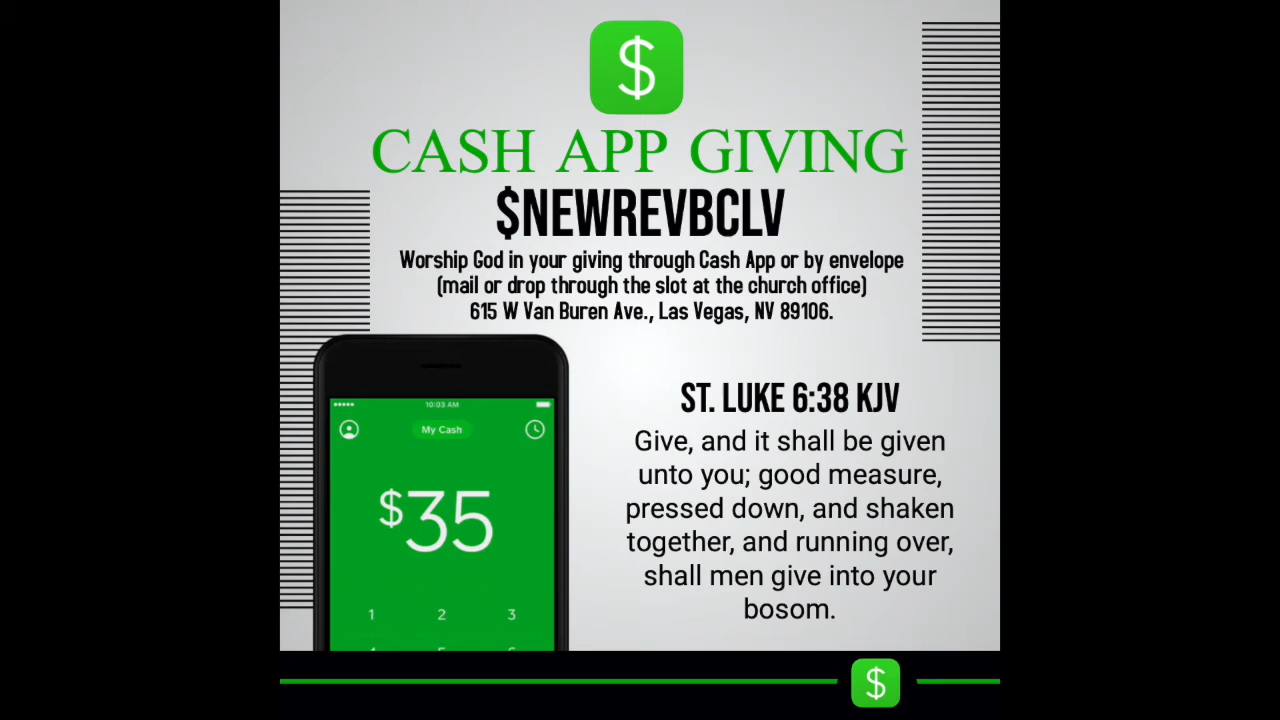 $
CASH APP GIVING
$NEWREVBCLV
Worship God in your giving through Cash App or by envelope
(mail or drop through the slot at the church office)
615 W Van Buren Ave., Las Vegas, NV 89106.
10:03 AM
My Cash
$35
1 2 3
4 5 6
ST. LUKE 6:38 KJV
Give, and it shall be given
unto you; good measure,
pressed down, and shaken
together, and running over,
shall men give into your
bosom.
$